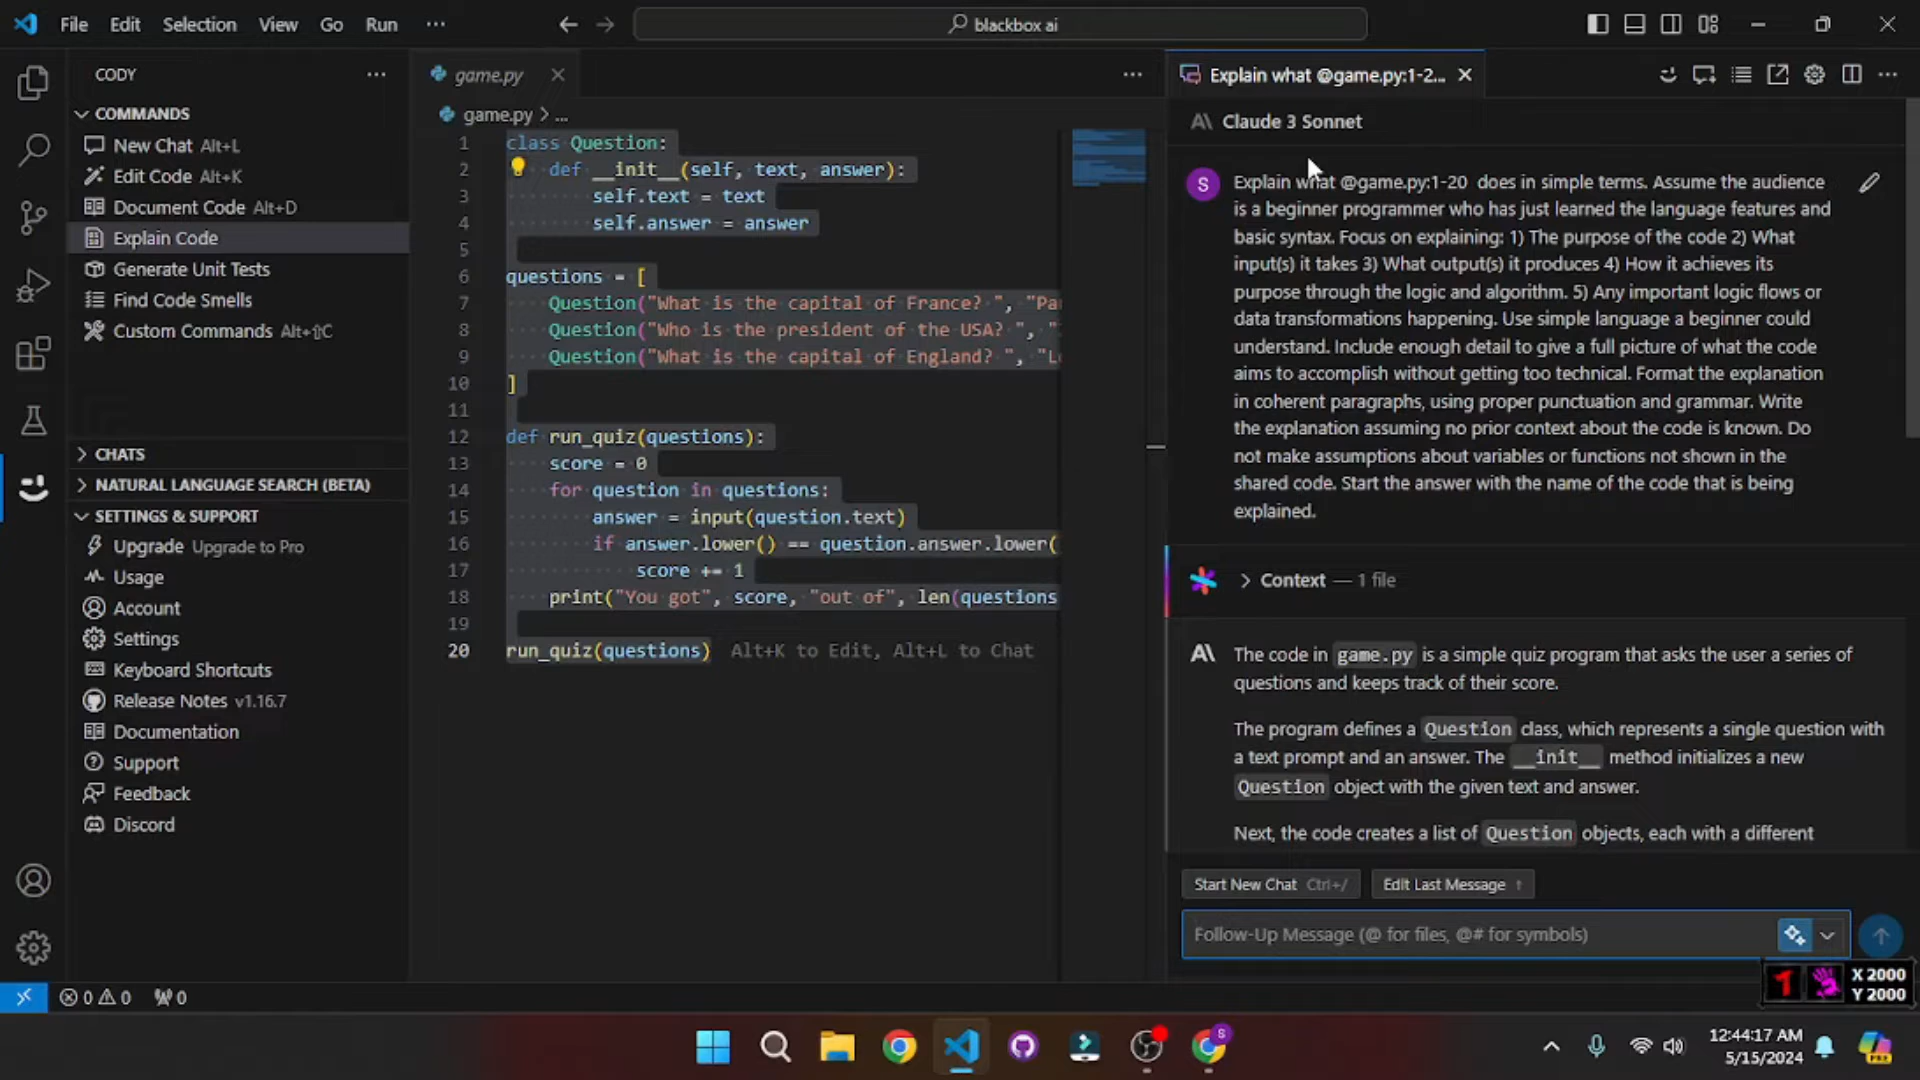 File Edit Selection View Go Run ··· blackbox ai
CODY
COMMANDS
New Chat Alt+L
Edit Code Alt+K
Document Code Alt+D
Explain Code
Generate Unit Tests
Find Code Smells
Custom Commands Alt+⇧C
CHATS
NATURAL LANGUAGE SEARCH (BETA)
SETTINGS & SUPPORT
Upgrade Upgrade to Pro
Usage
Account
Settings
Keyboard Shortcuts
Release Notes v1.16.7
Documentation
Support
Feedback
Discord
game.py
game.py > ...
1 class Question:
2 def __init__(self, text, answer):
3 self.text = text
4 self.answer = answer
5
6 questions = [
7 Question("What is the capital of France? ", "Pa
8 Question("Who is the president of the USA? ", "
9 Question("What is the capital of England? ", "L
10 ]
11
12 def run_quiz(questions):
13 score = 0
14 for question in questions:
15 answer = input(question.text)
16 if answer.lower() == question.answer.lower(
17 score += 1
18 print("You got", score, "out of", len(questions
19
20 run_quiz(questions) Alt+K to Edit, Alt+L to Chat
Explain what @game.py:1-2...
Claude 3 Sonnet
S
Explain what @game.py:1-20 does in simple terms. Assume the audience
is a beginner programmer who has just learned the language features and
basic syntax. Focus on explaining: 1) The purpose of the code 2) What
input(s) it takes 3) What output(s) it produces 4) How it achieves its
purpose through the logic and algorithm. 5) Any important logic flows or
data transformations happening. Use simple language a beginner could
understand. Include enough detail to give a full picture of what the code
aims to accomplish without getting too technical. Format the explanation
in coherent paragraphs, using proper punctuation and grammar. Write
the explanation assuming no prior context about the code is known. Do
not make assumptions about variables or functions not shown in the
shared code. Start the answer with the name of the code that is being
explained.
Context — 1 file
The code in game.py is a simple quiz program that asks the user a series of
questions and keeps track of their score.
The program defines a Question class, which represents a single question with
a text prompt and an answer. The __init__ method initializes a new
Question object with the given text and answer.
Next, the code creates a list of Question objects, each with a different
Start New Chat Ctrl+/ Edit Last Message ↑
Follow-Up Message (@ for files, @# for symbols)
X 2000
Y 2000
0 0 0
12:44:17 AM
5/15/2024